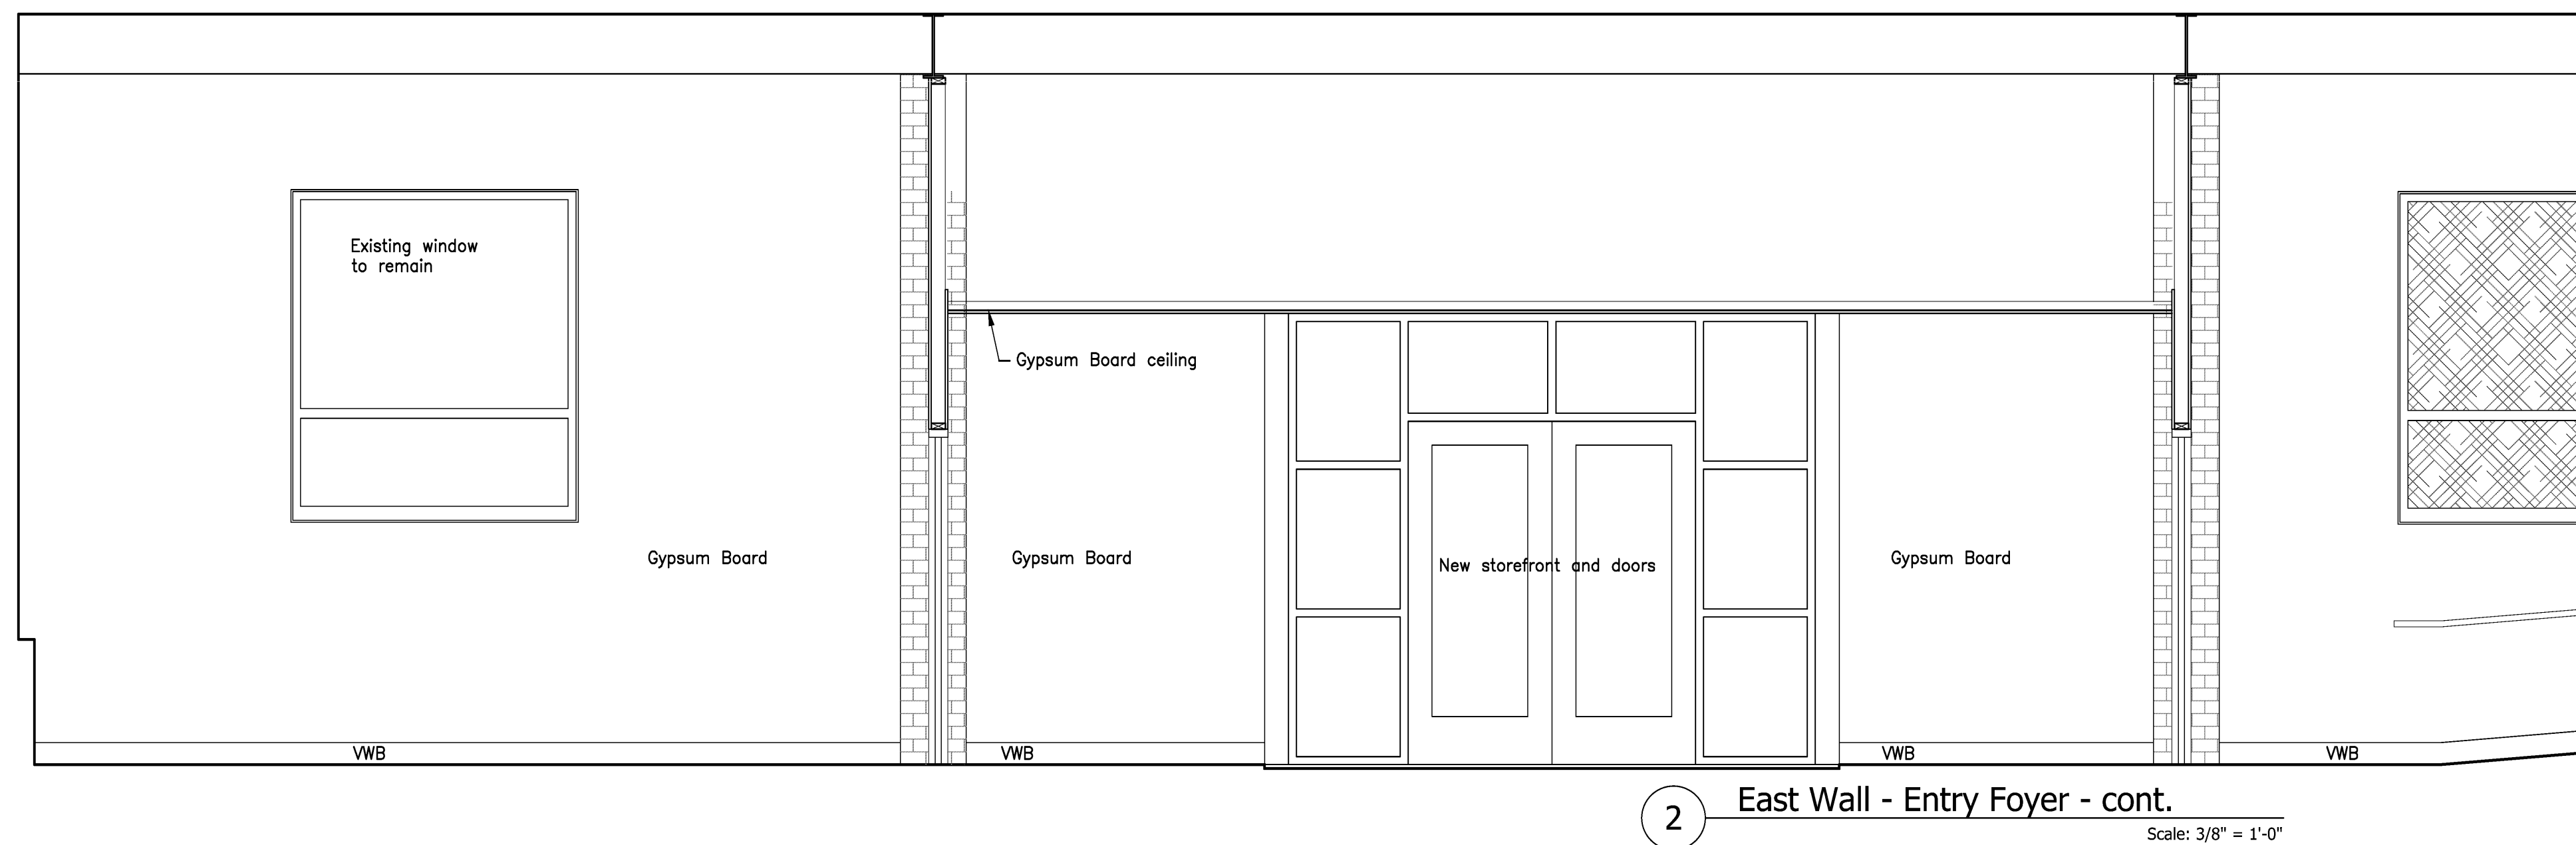 Existing window
to remain
Gypsum Board ceiling
Gypsum Board
Gypsum Board
New storefront and doors
Gypsum Board
VWB
VWB
VWB
VWB
2
East Wall - Entry Foyer - cont.
Scale: 3/8" = 1'-0"